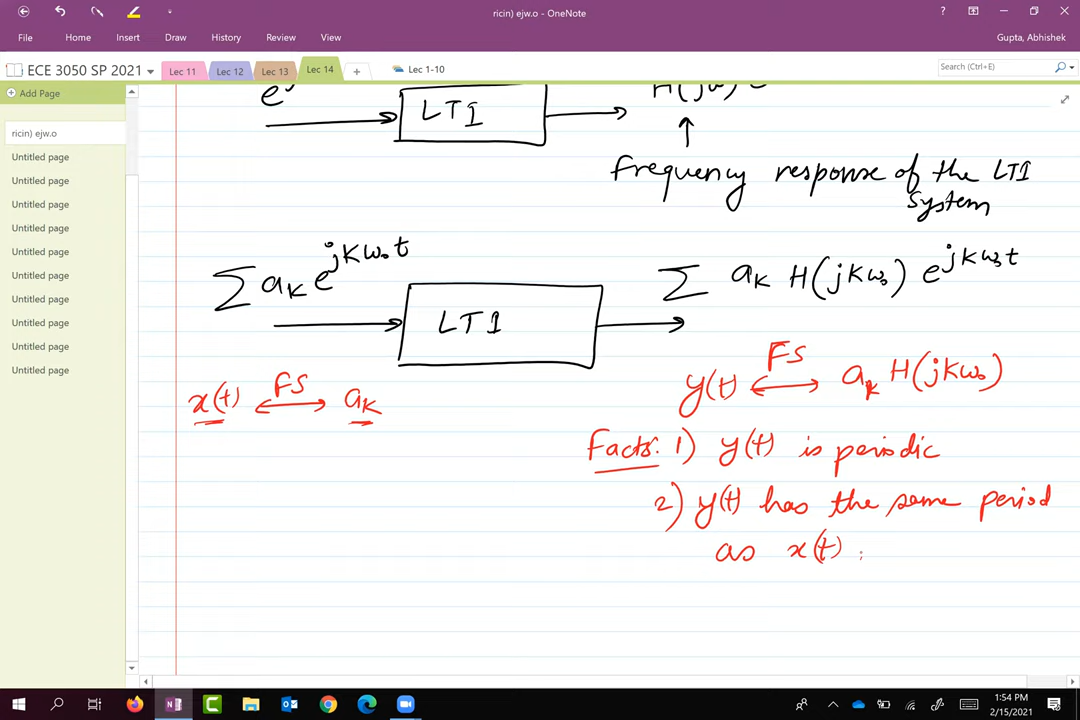 ricin) ejw.o - OneNote
File Home Insert Draw History Review View
Gupta, Abhishek
ECE 3050 SP 2021
Lec 11
Lec 12
Lec 13
Lec 14
Lec 1-10
Search (Ctrl+E)
Add Page
ricin) ejw.o
Untitled page
Untitled page
Untitled page
Untitled page
Untitled page
Untitled page
Untitled page
Untitled page
Untitled page
Untitled page
LTI
H(jω) e
frequency response of the LTI
system
∑ aₖ e^{jkω₀t}
LTI
∑ aₖ H(jkω₀) e^{jkω₀t}
x(t) ⟷ aₖ
FS
y(t) ⟷ aₖ H(jkω₀)
FS
Facts: 1) y(t) is periodic
2) y(t) has the same period
as x(t)
1:54 PM
2/15/2021